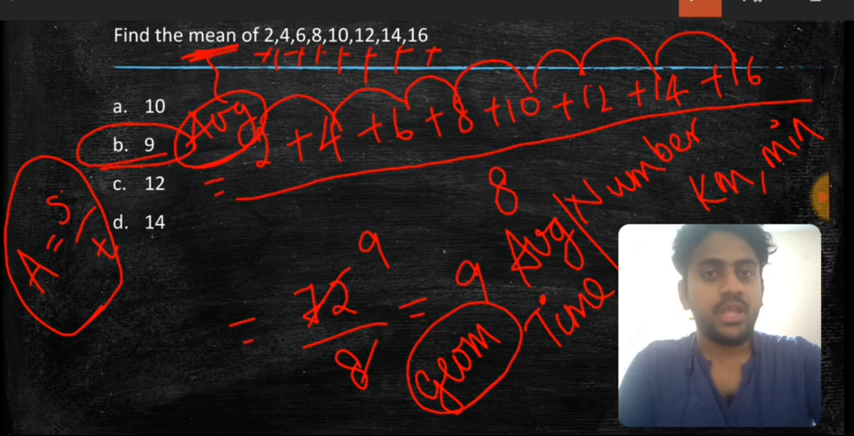 Find the mean of 2,4,6,8,10,12,14,16
a. 10
b. 9
c. 12
d. 14
Avg
2 + 4 + 6 + 8 + 10 + 12 + 14 + 16
=
8
= 72 9
8
= 9
A = S/x
Avg/Number
KM, min
Time
Geom